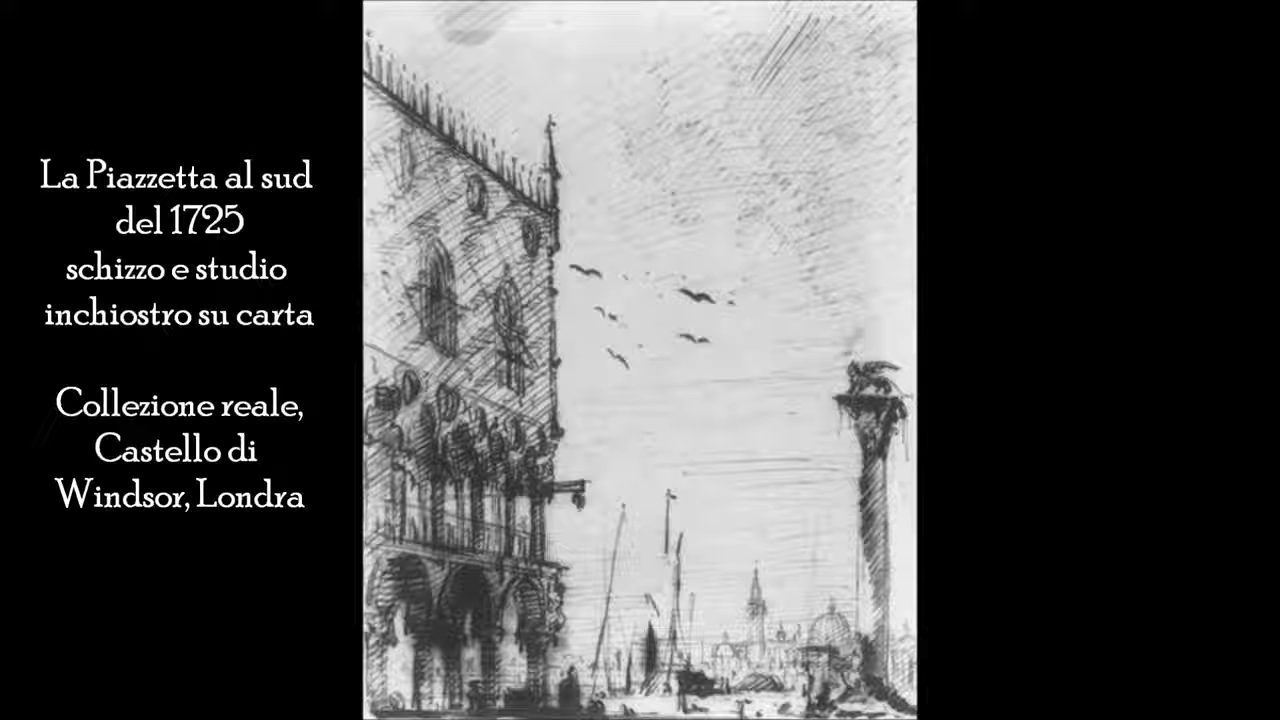 La Piazzetta al sud
del 1725
schizzo e studio
inchiostro su carta
Collezione reale,
Castello di
Windsor, Londra